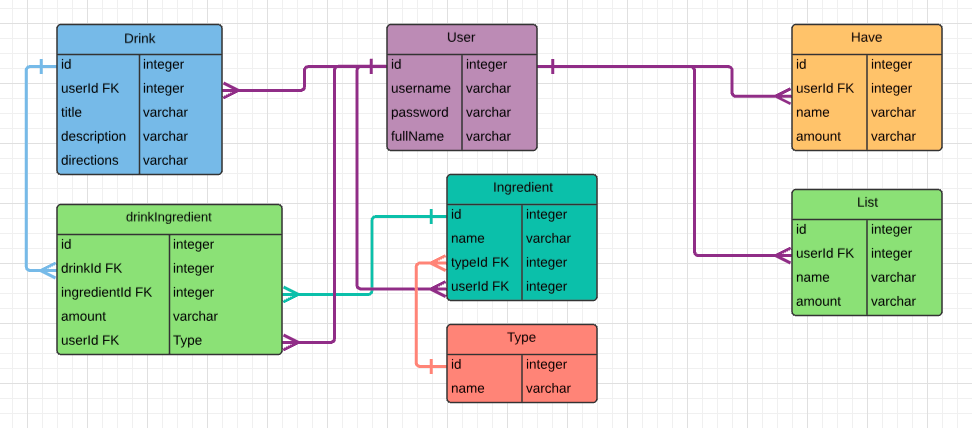 Drink
id integer
userId FK integer
title varchar
description varchar
directions varchar
User
id integer
username varchar
password varchar
fullName varchar
Have
id integer
userId FK integer
name varchar
amount varchar
drinkIngredient
id integer
drinkId FK integer
ingredientId FK integer
amount varchar
userId FK Type
Ingredient
id integer
name varchar
typeId FK integer
userId FK integer
List
id integer
userId FK integer
name varchar
amount varchar
Type
id integer
name varchar